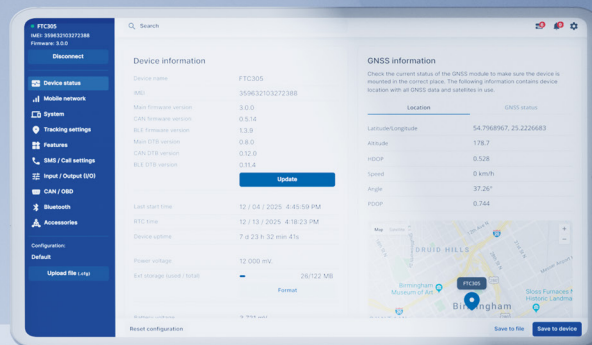 FTC305
IMEI: 359632103272388
Firmware: 3.0.0
Disconnect
Device status
Mobile network
System
Tracking settings
Features
SMS / Call settings
Input / Output (I/O)
CAN / OBD
Bluetooth
Accessories
Configuration:
Default
Upload file (.cfg)
Search
Device information
Device name FTC305
IMEI 359632103272388
Main firmware version 3.0.0
CAN firmware version 0.5.14
BLE firmware version 1.3.8
Main DTB version 0.8.0
CAN DTB version 0.12.0
BLE DTB version 0.11.4
Update
Last start time 12 / 04 / 2025 4:45:59 PM
RTC time 12 / 13 / 2025 4:18:23 PM
Device uptime 7 d 23 h 32 min 41s
Power voltage 12 000 mV.
Ext storage (used / total) 28/122 MB
Format
Battery voltage
Reset configuration
GNSS information
Check the current status of the GNSS module to make sure the device is
mounted in the correct place. The following information contains device
location with all GNSS data and satellites in use.
Location GNSS status
Latitude/Longitude 54.7968967, 25.2226683
Altitude 178.7
HDOP 0,528
Speed 0 km/h
Angle 37.26°
PDOP 0,744
Map
DRUID HILLS
12th Ave N
Birmingham
Museum of Art
FTC305
Birmingham
Sloss Furnaces
Historic Landma
Save to file
Save to device